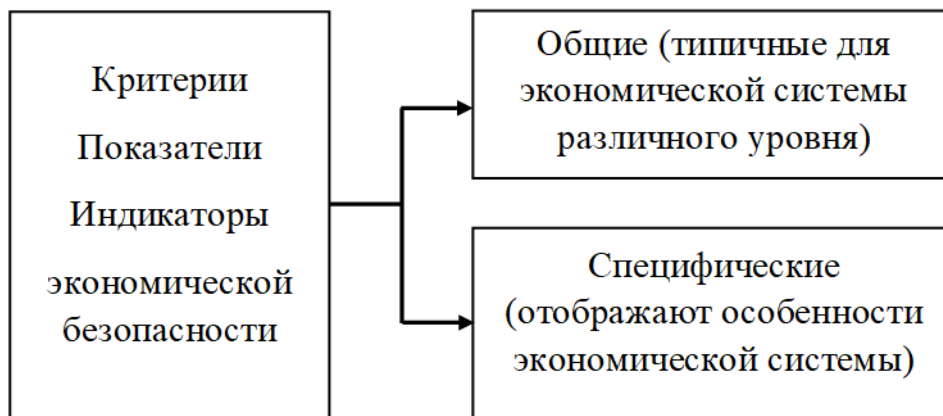 Критерии
Показатели
Индикаторы
экономической
безопасности
Общие (типичные для
экономической системы
различного уровня)
Специфические
(отображают особенности
экономической системы)